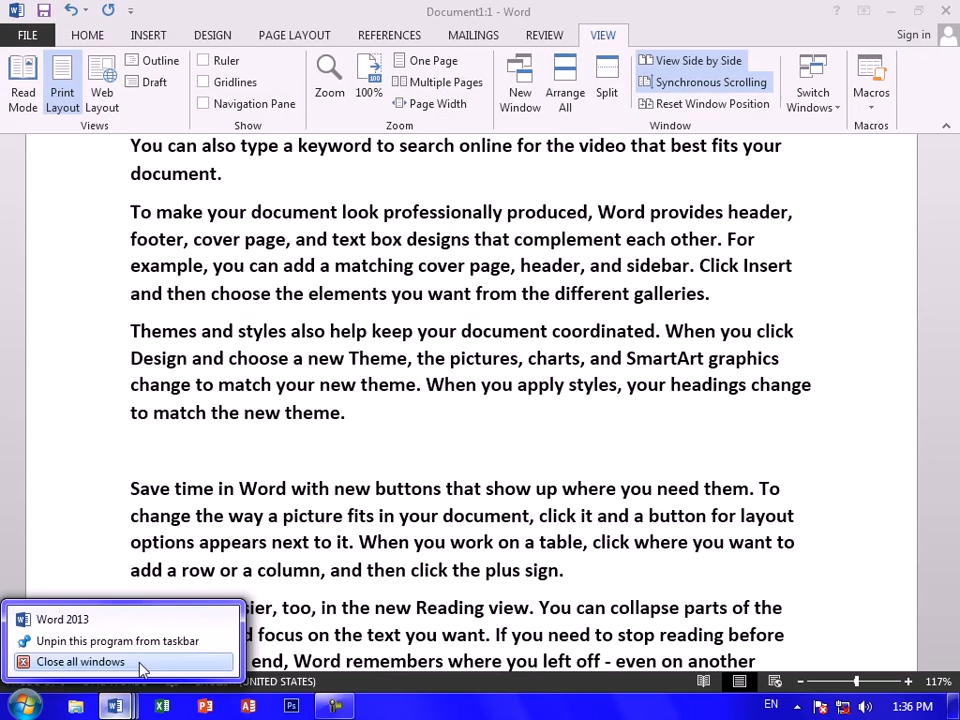 Document1:1 - Word
FILE HOME INSERT DESIGN PAGE LAYOUT REFERENCES MAILINGS REVIEW VIEW Sign in
Read Mode
Print Layout
Web Layout
Outline
Draft
Views
Ruler
Gridlines
Navigation Pane
Show
Zoom
100%
One Page
Multiple Pages
Page Width
Zoom
New Window
Arrange All
Split
View Side by Side
Synchronous Scrolling
Reset Window Position
Switch Windows
Window
Macros
Macros
You can also type a keyword to search online for the video that best fits your
document.
To make your document look professionally produced, Word provides header,
footer, cover page, and text box designs that complement each other. For
example, you can add a matching cover page, header, and sidebar. Click Insert
and then choose the elements you want from the different galleries.
Themes and styles also help keep your document coordinated. When you click
Design and choose a new Theme, the pictures, charts, and SmartArt graphics
change to match your new theme. When you apply styles, your headings change
to match the new theme.
Save time in Word with new buttons that show up where you need them. To
change the way a picture fits in your document, click it and a button for layout
options appears next to it. When you work on a table, click where you want to
add a row or a column, and then click the plus sign.
sier, too, in the new Reading view. You can collapse parts of the
d focus on the text you want. If you need to stop reading before
end, Word remembers where you left off - even on another
Word 2013
Unpin this program from taskbar
Close all windows
(UNITED STATES)
117%
EN
1:36 PM